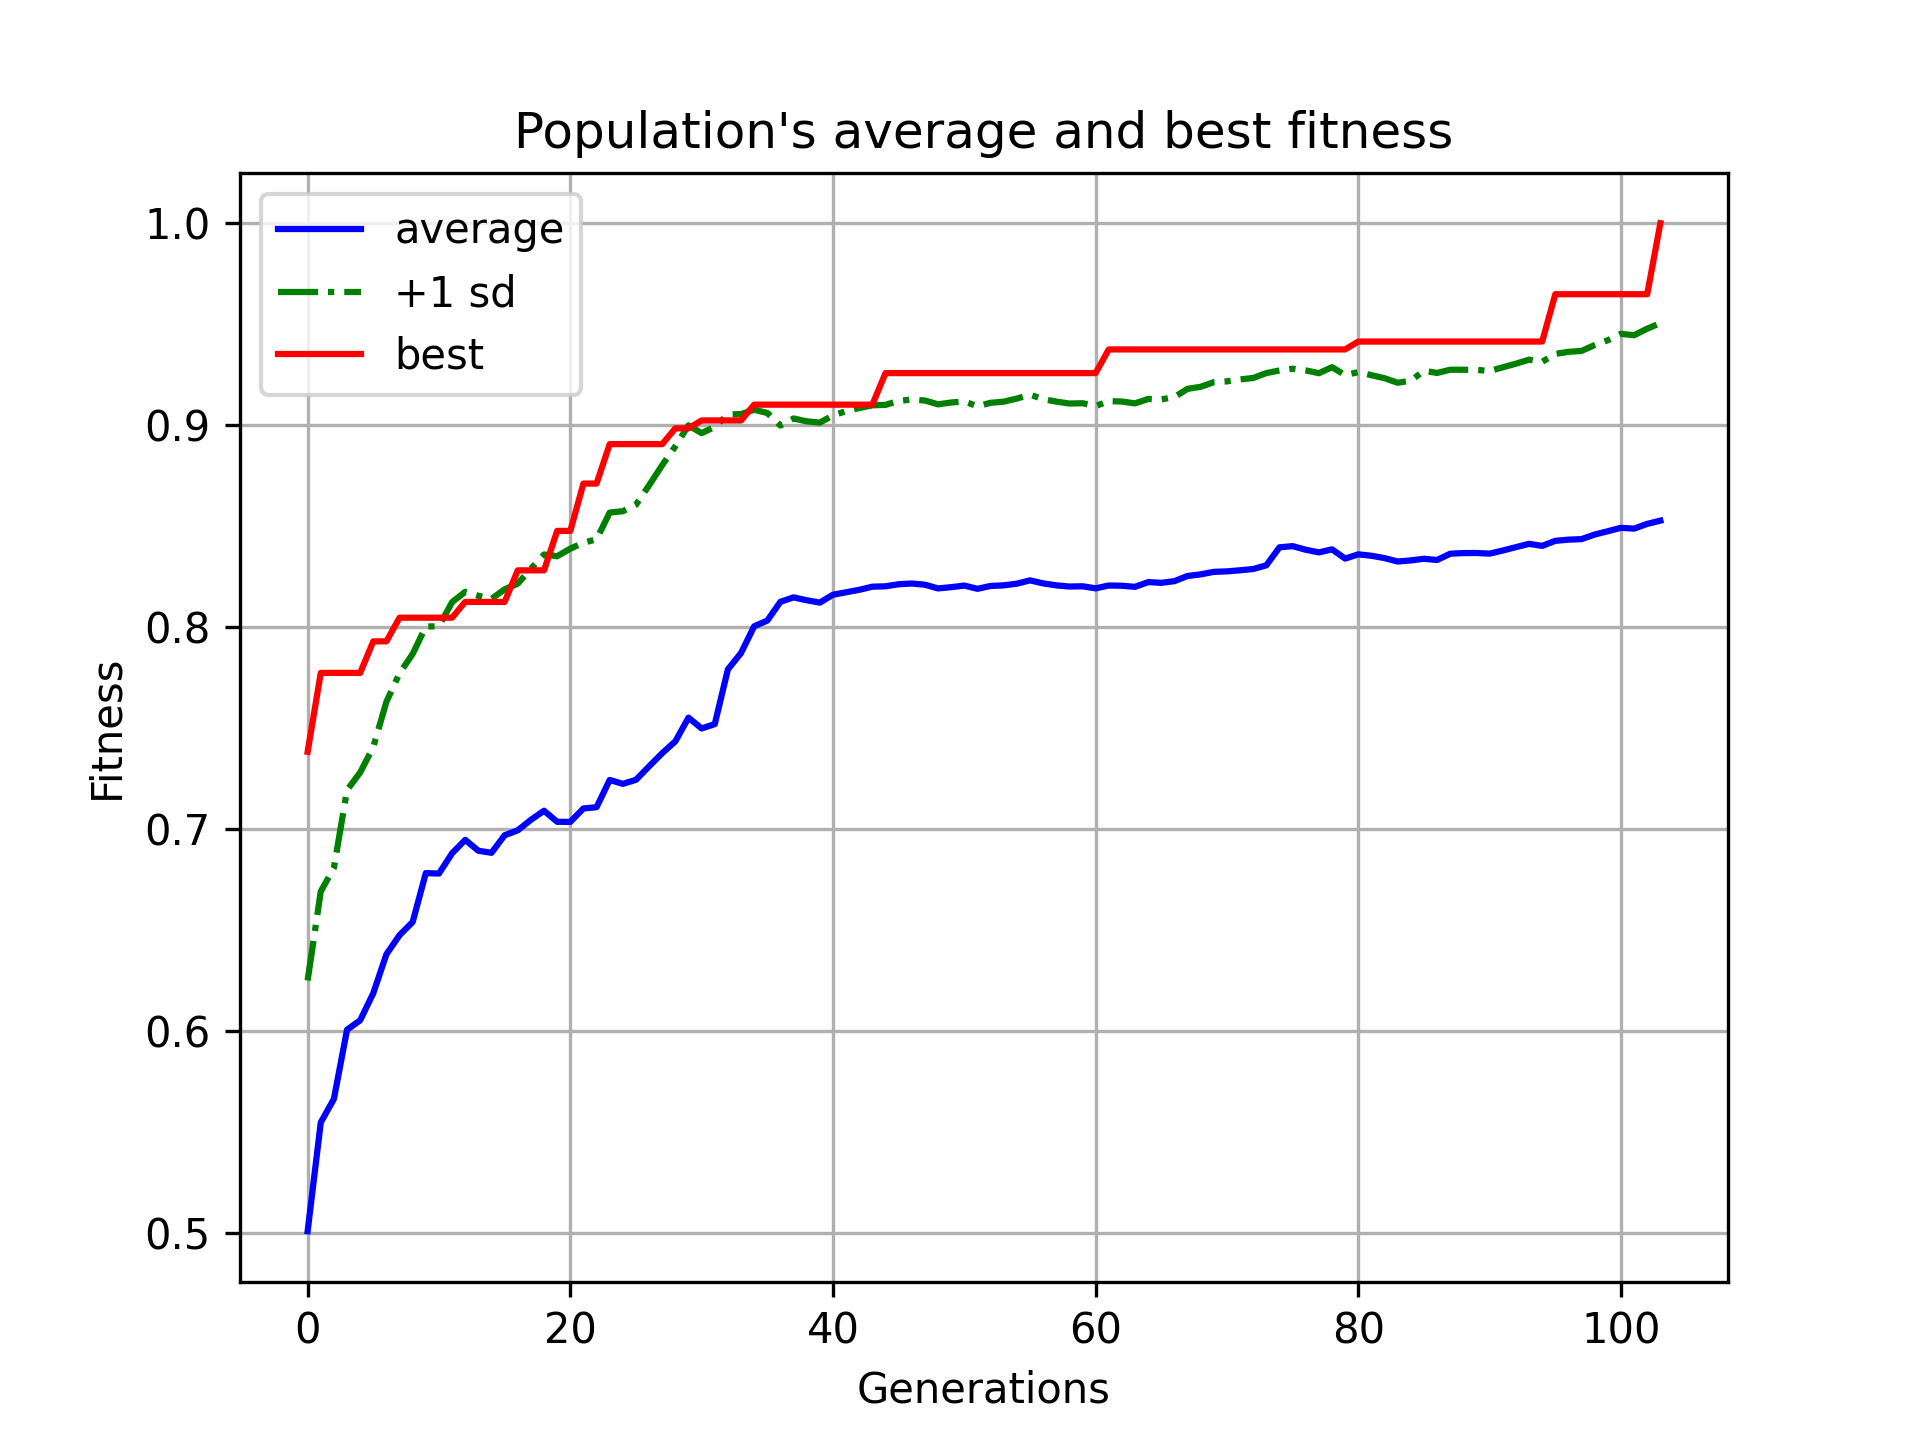 Population's average and best fitness
average
+1 sd
best
1.0
0.9
0.8
0.7
0.6
0.5
Fitness
0 20 40 60 80 100
Generations